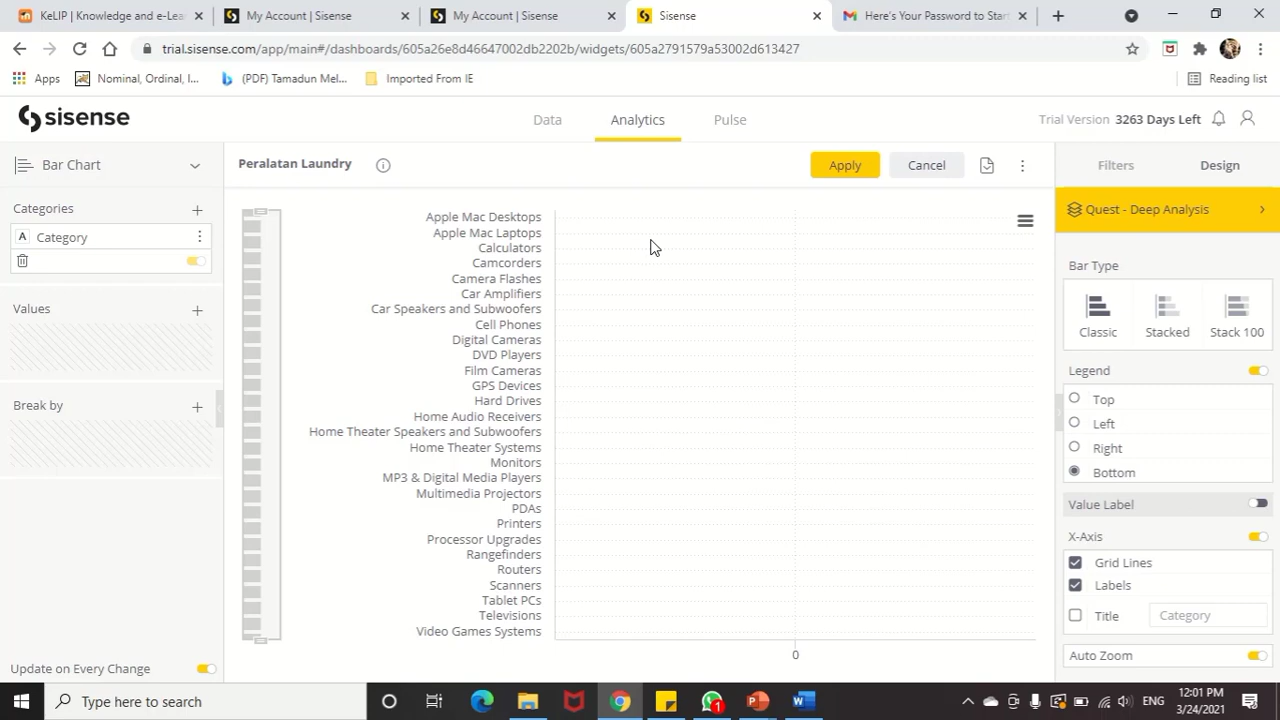 KeLIP | Knowledge and e-Lea
My Account | Sisense
My Account | Sisense
Sisense
Here's Your Password to Start
trial.sisense.com/app/main#/dashboards/605a26e8d46647002db2202b/widgets/605a2791579a53002d613427
Apps
Nominal, Ordinal, I...
(PDF) Tamadun Mel...
Imported From IE
Reading list
sisense
Data
Analytics
Pulse
Trial Version 3263 Days Left
Bar Chart
Peralatan Laundry
Apply
Cancel
Filters
Design
Categories
A Category
Values
Break by
Update on Every Change
Apple Mac Desktops
Apple Mac Laptops
Calculators
Camcorders
Camera Flashes
Car Amplifiers
Car Speakers and Subwoofers
Cell Phones
Digital Cameras
DVD Players
Film Cameras
GPS Devices
Hard Drives
Home Audio Receivers
Home Theater Speakers and Subwoofers
Home Theater Systems
Monitors
MP3 & Digital Media Players
Multimedia Projectors
PDAs
Printers
Processor Upgrades
Rangefinders
Routers
Scanners
Tablet PCs
Televisions
Video Games Systems
0
Quest - Deep Analysis
Bar Type
Classic
Stacked
Stack 100
Legend
Top
Left
Right
Bottom
Value Label
X-Axis
Grid Lines
Labels
Title
Category
Auto Zoom
Type here to search
1
ENG
12:01 PM
3/24/2021